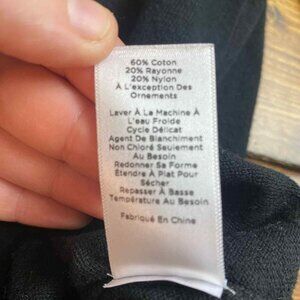 60% Coton
20% Rayonne
20% Nylon
À L'exception Des
Ornements
Laver À La Machine À
L'eau Froide
Cycle Délicat
Agent De Blanchiment
Non Chloré Seulement
Au Besoin
Redonner Sa Forme
Étendre À Plat Pour
Sécher
Repasser À Basse
Température Au Besoin
Fabriqué En Chine